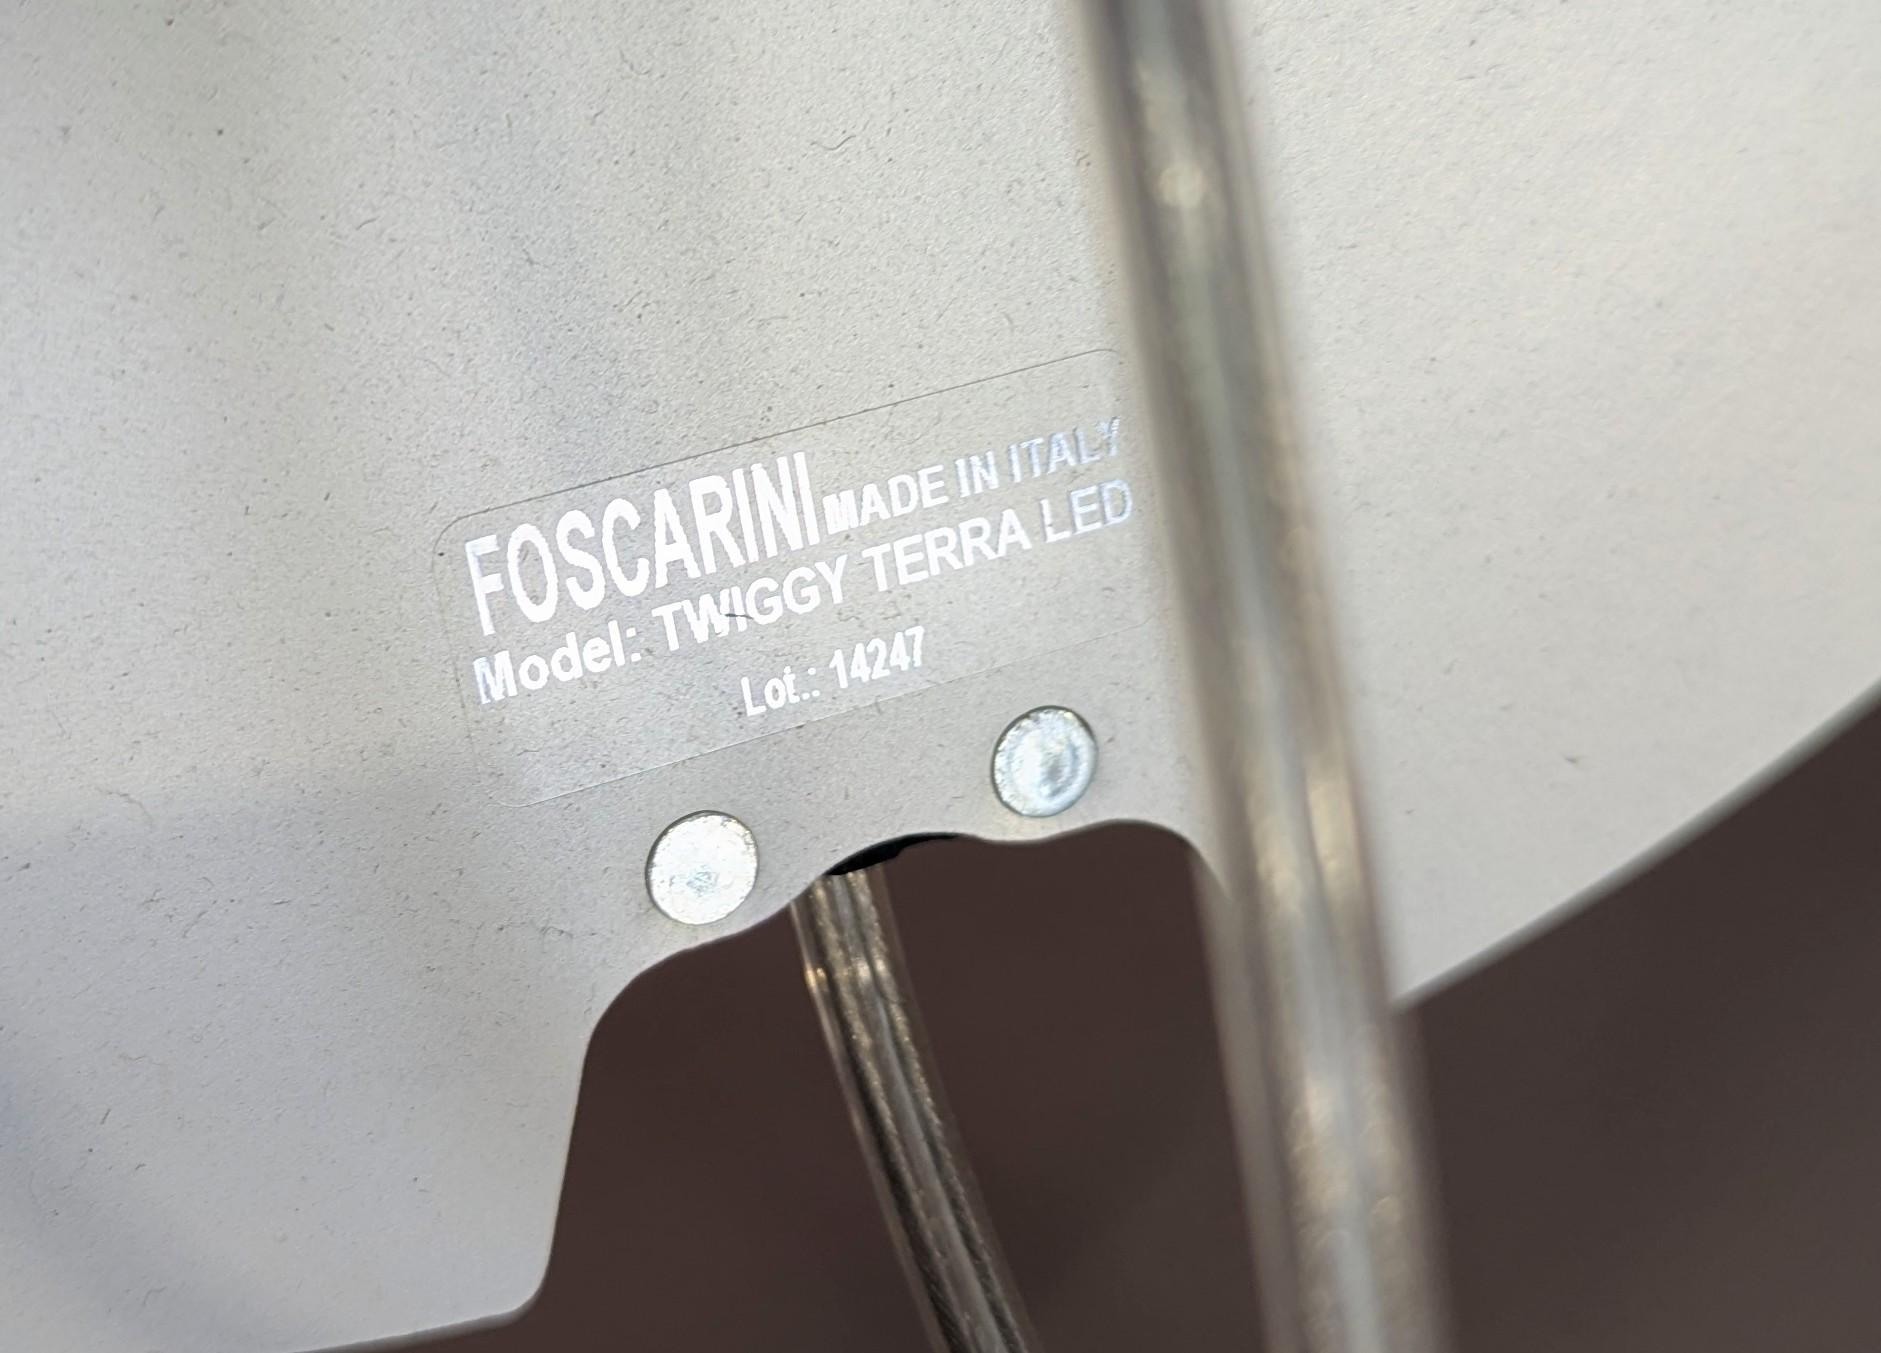 FOSCARINI MADE IN ITALY
Model: TWIGGY TERRA LED
Lot.: 14247